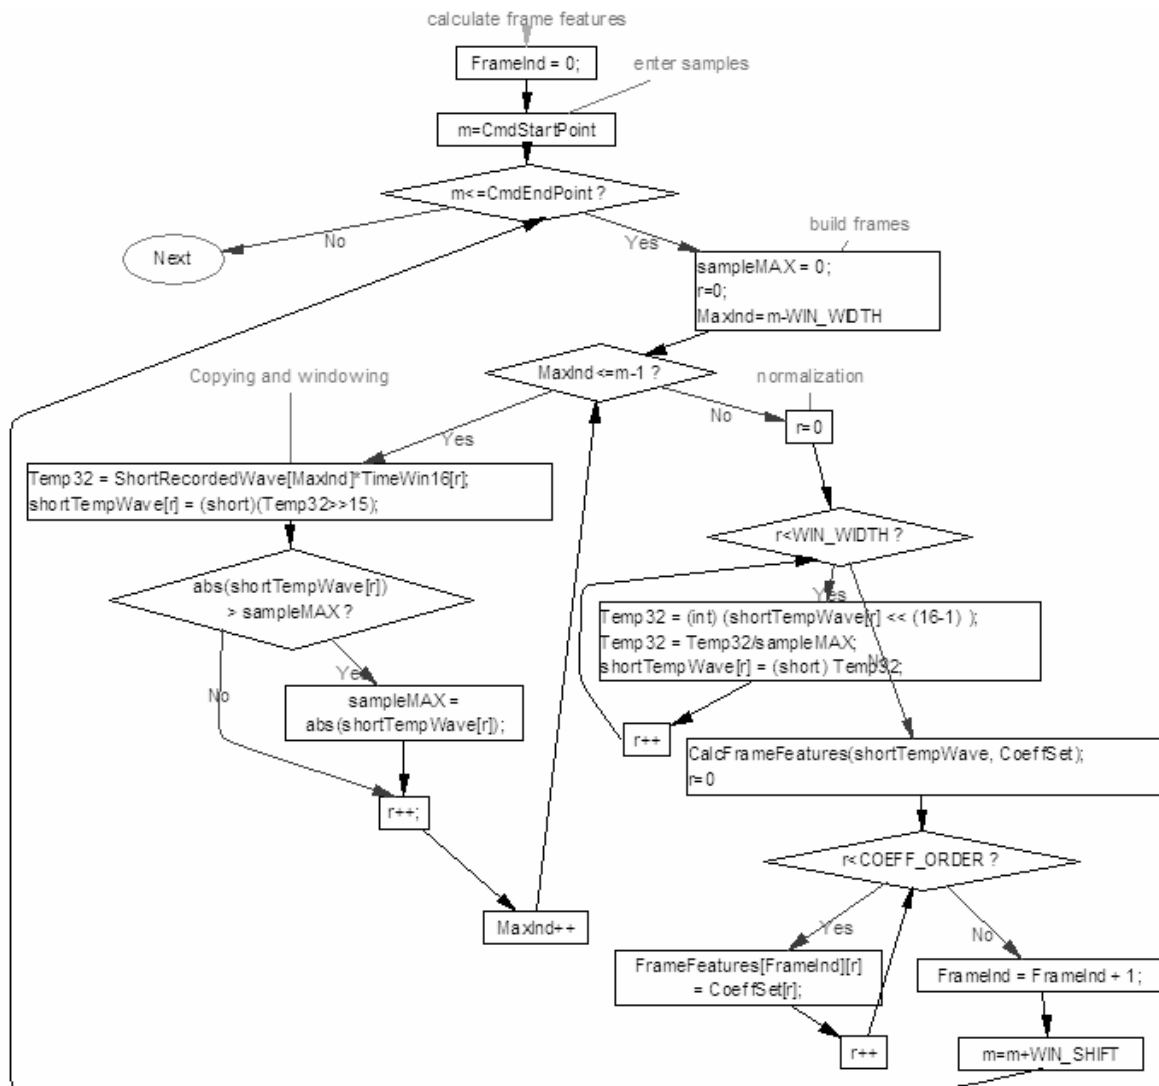 calculate frame features
FrameInd = 0;
enter samples
m=CmdStartPoint
m<=CmdEndPoint ?
No
Yes
Next
build frames
sampleMAX = 0;
r=0;
MaxInd=m-WIN_WIDTH
MaxInd<=m-1 ?
Copying and windowing
normalization
No
r=0
Yes
Temp32 = ShortRecordedWave[MaxInd]*TimeWin16[r];
shortTempWave[r] = (short)(Temp32>>15);
r<WIN_WIDTH ?
abs(shortTempWave[r])
> sampleMAX ?
Yes
Temp32 = (int) (shortTempWave[r] << (16-1) );
Temp32 = Temp32/sampleMAX;
shortTempWave[r] = (short) Temp32;
No
Yes
No
sampleMAX =
abs(shortTempWave[r]);
r++
CalcFrameFeatures(shortTempWave, CoeffSet);
r=0
r++;
r<COEFF_ORDER ?
MaxInd++
Yes
No
FrameFeatures[FrameInd][r]
= CoeffSet[r];
FrameInd = FrameInd + 1;
r++
m=m+WIN_SHIFT